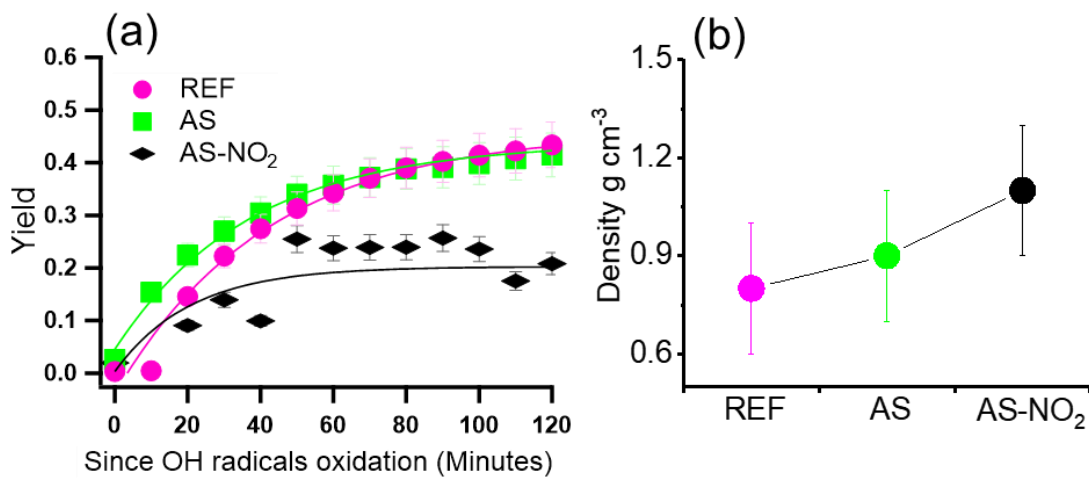 (a)
Yield
0.6
0.5
0.4
0.3
0.2
0.1
0.0
REF
AS
AS-NO₂
0 20 40 60 80 100 120
Since OH radicals oxidation (Minutes)
(b)
Density g cm⁻³
1.5
1.2
0.9
0.6
REF AS AS-NO₂